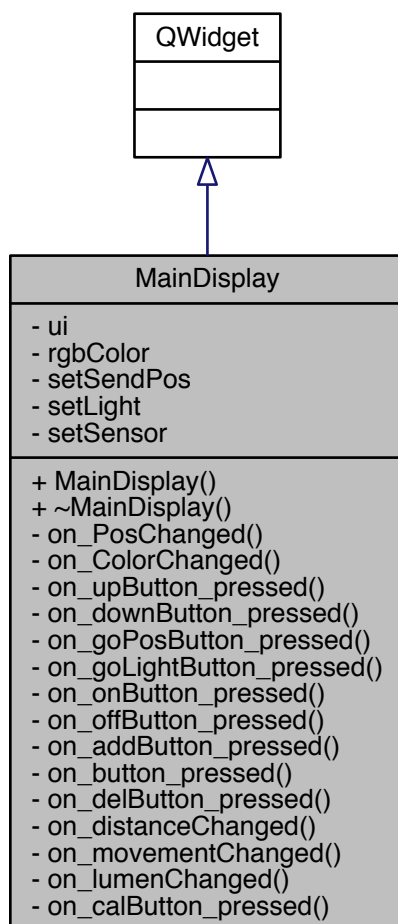 QWidget
MainDisplay
- ui
- rgbColor
- setSendPos
- setLight
- setSensor
+ MainDisplay()
+ ~MainDisplay()
- on_PosChanged()
- on_ColorChanged()
- on_upButton_pressed()
- on_downButton_pressed()
- on_goPosButton_pressed()
- on_goLightButton_pressed()
- on_onButton_pressed()
- on_offButton_pressed()
- on_addButton_pressed()
- on_button_pressed()
- on_delButton_pressed()
- on_distanceChanged()
- on_movementChanged()
- on_lumenChanged()
- on_calButton_pressed()